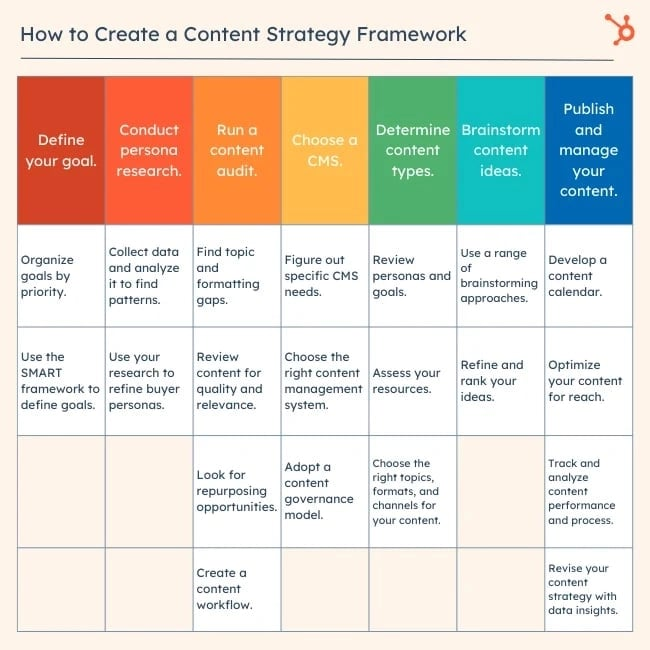 How to Create a Content Strategy Framework
Define
your goal.
Conduct
persona
research.
Run a
content
audit.
Choose a
CMS.
Determine
content
types.
Brainstorm
content
ideas.
Publish
and
manage
your
content.
Organize
goals by
priority.
Collect data
and analyze
it to find
patterns.
Find topic
and
formatting
gaps.
Figure out
specific CMS
needs.
Review
personas and
goals.
Use a range
of
brainstorming
approaches.
Develop a
content
calendar.
Use the
SMART
framework to
define goals.
Use your
research to
refine buyer
personas.
Review
content for
quality and
relevance.
Choose the
right content
management
system.
Assess your
resources.
Refine and
rank your
ideas.
Optimize
your content
for reach.
Look for
repurposing
opportunities.
Adopt a
content
governance
model.
Choose the
right topics,
formats, and
channels for
your content.
Track and
analyze
content
performance
and process.
Create a
content
workflow.
Revise your
content
strategy with
data insights.